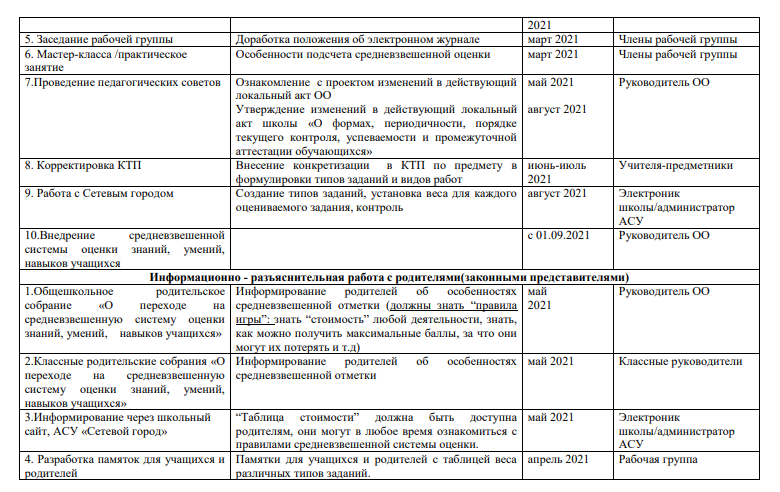 2021
5. Заседание рабочей группы
Доработка положения об электронном журнале
март 2021
Члены рабочей группы
6. Мастер-класса /практическое
занятие
Особенности подсчета средневзвешенной оценки
март 2021
Члены рабочей группы
7.Проведение педагогических советов
Ознакомление с проектом изменений в действующий
локальный акт ОО
Утверждение изменений в действующий локальный
акт школы «О формах, периодичности, порядке
текущего контроля, успеваемости и промежуточной
аттестации обучающихся»
май 2021
август 2021
Руководитель ОО
8. Корректировка КТП
Внесение конкретизации в КТП по предмету в
формулировки типов заданий и видов работ
июнь-июль
2021
Учителя-предметники
9. Работа с Сетевым городом
Создание типов заданий, установка веса для каждого
оцениваемого задания, контроль
август 2021
Электроник
школы/администратор
АСУ
10.Внедрение средневзвешенной
системы оценки знаний, умений,
навыков учащихся
с 01.09.2021
Руководитель ОО
Информационно - разъяснительная работа с родителями(законными представителями)
1.Общешкольное родительское
собрание «О переходе на
средневзвешенную систему оценки
знаний, умений, навыков учащихся»
Информирование родителей об особенностях
средневзвешенной отметки (должны знать “правила
игры”: знать “стоимость” любой деятельности, знать,
как можно получить максимальные баллы, за что они
могут их потерять и т.д)
май
2021
Руководитель ОО
2.Классные родительские собрания «О
переходе на средневзвешенную
систему оценки знаний, умений,
навыков учащихся»
Информирование родителей об особенностях
средневзвешенной отметки
май 2021
Классные руководители
3.Информирование через школьный
сайт, АСУ «Сетевой город»
“Таблица стоимости” должна быть доступна
родителям, они могут в любое время ознакомиться с
правилами средневзвешенной системы оценки.
май 2021
Электроник
школы/администратор
АСУ
4. Разработка памяток для учащихся и
родителей
Памятки для учащихся и родителей с таблицей веса
различных типов заданий.
апрель 2021
Рабочая группа